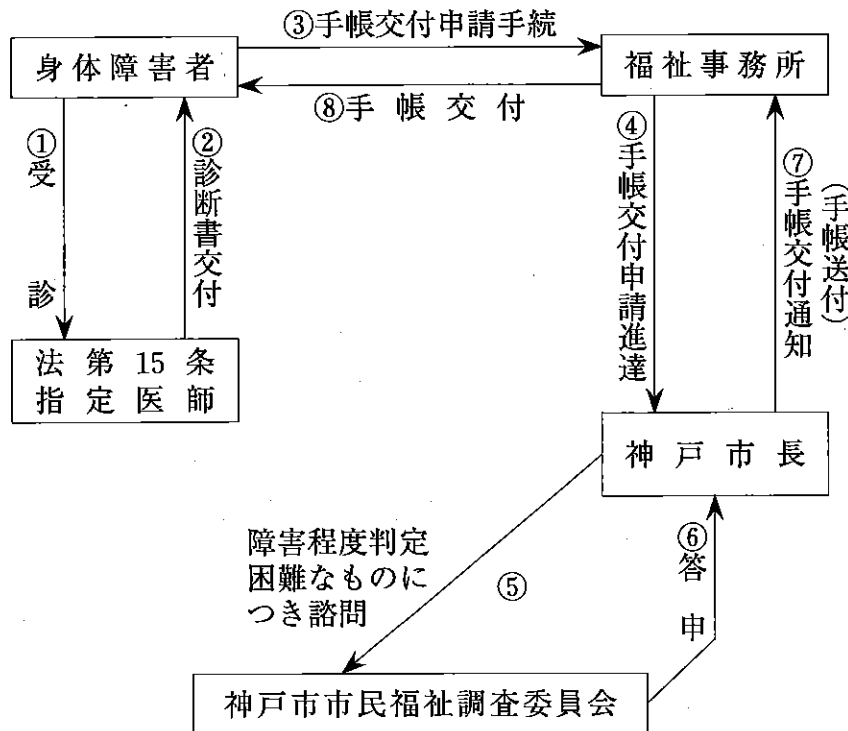 ③手帳交付申請手続
身体障害者
福祉事務所
⑧手帳交付
①受診
②診断書交付
④手帳交付申請進達
⑦手帳交付通知
(手帳送付)
法第15条
指定医師
神戸市長
障害程度判定
困難なものに
つき諮問
⑤
⑥答申
神戸市市民福祉調査委員会